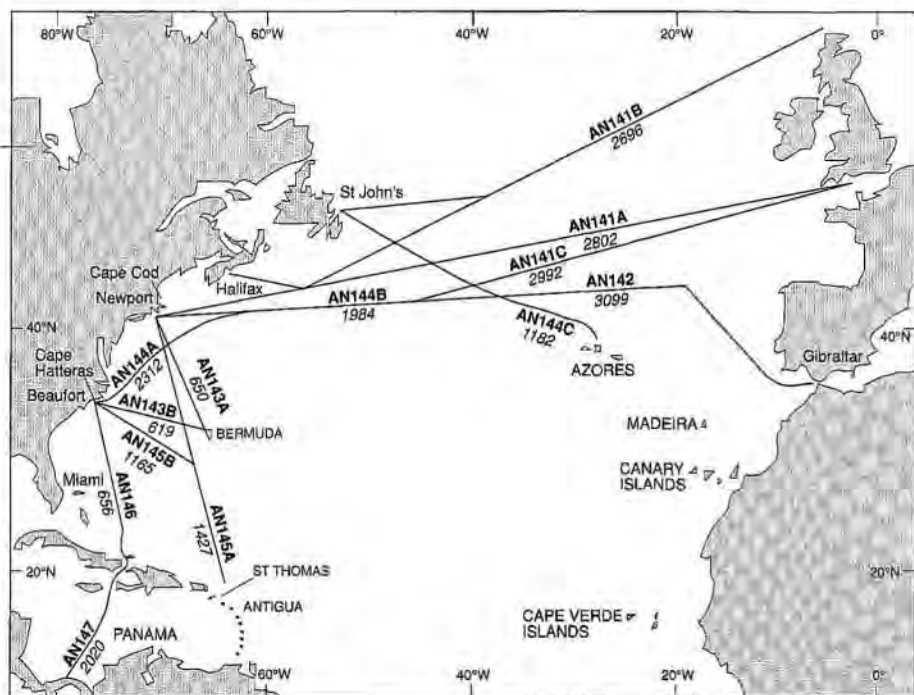 80°W
40°W
20°W
0°
AN141B
2696
St John's
AN141A
2802
AN141C
2992
Cape Cod
Newport
Halifax
AN144B
1984
AN142
3099
40°N
40°N
AN144C
1182
AZORES
Gibraltar
Cape
Hatteras
Beaufort
AN144A
2312
AN143A
650
AN143B
619
BERMUDA
AN145B
1165
MADEIRA
CANARY
ISLANDS
Miami
AN146
656
AN145A
1427
20°N
20°N
ST THOMAS
ANTIGUA
CAPE VERDE
ISLANDS
AN147
2020
PANAMA
60°W
40°W
20°W
0°